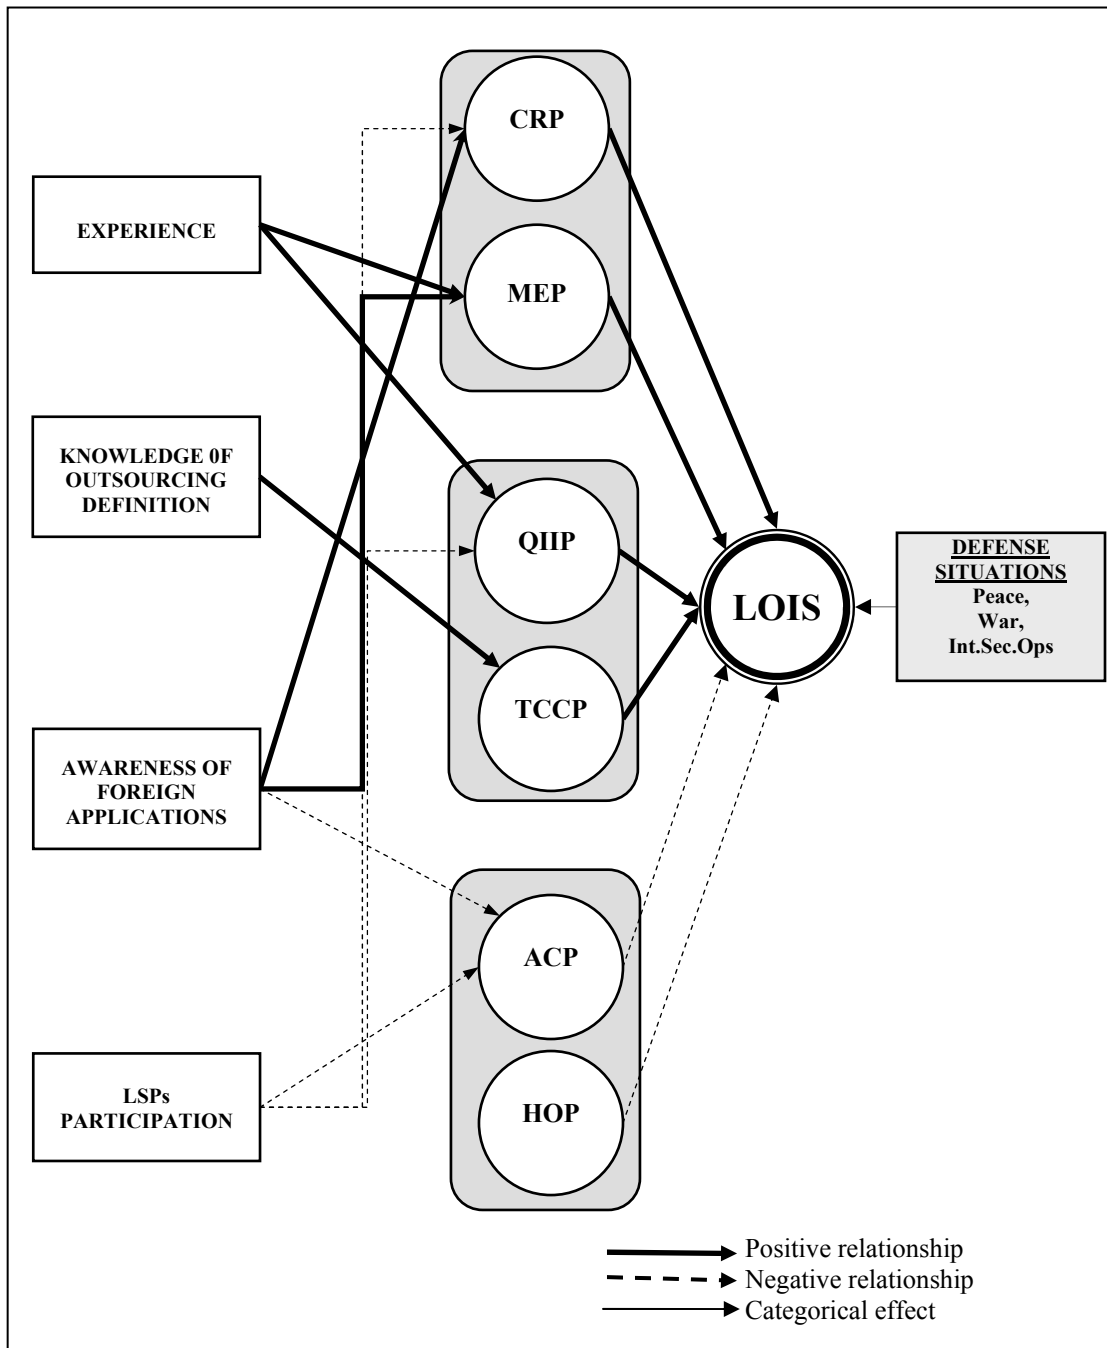 CRP
EXPERIENCE
MEP
KNOWLEDGE 0F
OUTSOURCING
DEFINITION
QIIP
DEFENSE
SITUATIONS
Peace,
War,
Int.Sec.Ops
LOIS
TCCP
AWARENESS OF
FOREIGN
APPLICATIONS
ACP
LSPs
PARTICIPATION
HOP
Positive relationship
Negative relationship
Categorical effect